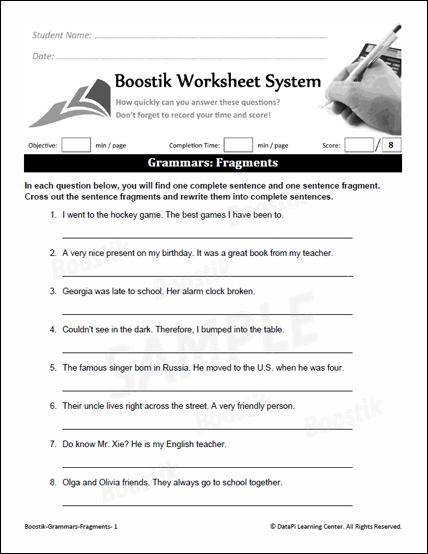 Student Name:
Date:
Boostik Worksheet System
How quickly can you answer these questions?
Don't forget to record your time and score!
Objective: min / page Completion Time: min / page Score: / 8
Grammars: Fragments
In each question below, you will find one complete sentence and one sentence fragment.
Cross out the sentence fragments and rewrite them into complete sentences.
1. I went to the hockey game. The best games I have been to.
2. A very nice present on my birthday. It was a great book from my teacher.
3. Georgia was late to school. Her alarm clock broken.
4. Couldn't see in the dark. Therefore, I bumped into the table.
5. The famous singer born in Russia. He moved to the U.S. when he was four.
6. Their uncle lives right across the street. A very friendly person.
7. Do know Mr. Xie? He is my English teacher.
8. Olga and Olivia friends. They always go to school together.
Boostik
Boostik
SAMPLE
Boostik
Boostik
Boostik-Grammars-Fragments- 1 © DataPi Learning Center. All Rights Reserved.